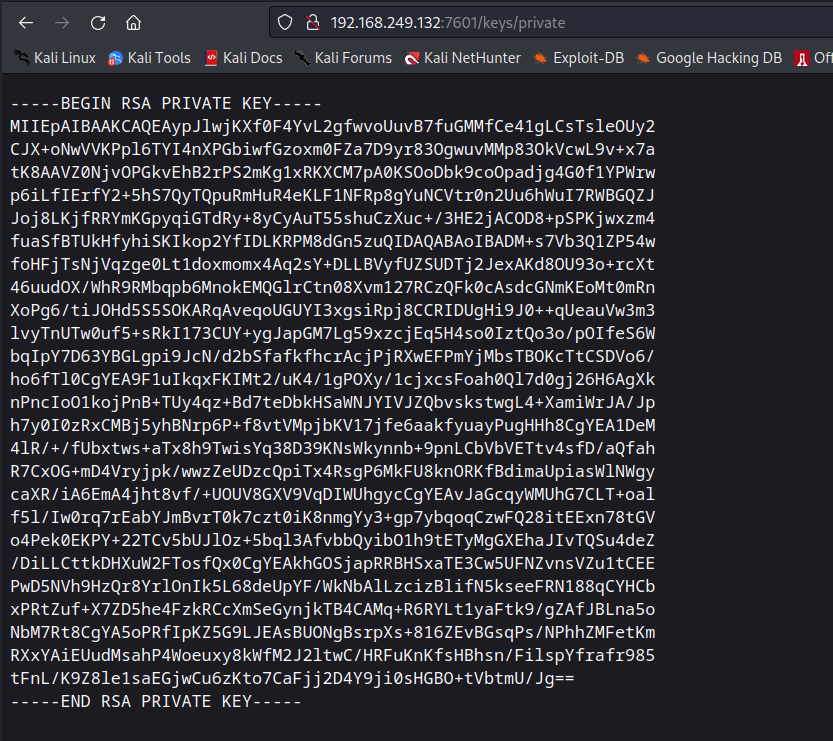 192.168.249.132:7601/keys/private
Kali Linux Kali Tools Kali Docs Kali Forums Kali NetHunter Exploit-DB Google Hacking DB Off
-----BEGIN RSA PRIVATE KEY-----
MIIEpAIBAAKCAQEAypJlwjKXf0F4YvL2gfwvoUuvB7fuGMMfCe41gLCsTsleOUy2
CJX+oNwVVKPpl6TYI4nXPGbiwfGzoxm0FZa7D9yr83OgwuvMMp83OkVcwL9v+x7a
tK8AAVZ0NjvOPGkvEhB2rPS2mKg1xRKXCM7pA0KSOoDbk9coOpadjg4G0f1YPWrw
p6iLfIErfY2+5hS7QyTQpuRmHuR4eKLF1NFRp8gYuNCVtr0n2Uu6hWuI7RWBGQZJ
Joj8LKjfRRYmKGpyqiGTdRy+8yCyAuT55shuCzXuc+/3HE2jACOD8+pSPKjwxzm4
fuaSfBTUkHfyhiSKIkop2YfIDLKRPM8dGn5zuQIDAQABAoIBADM+s7Vb3Q1ZP54w
foHFjTsNjVqzge0Lt1doxmomx4Aq2sY+DLLBVyfUZSUDTj2JexAKd8OU93o+rcXt
46uudOX/WhR9RMbqpb6MnokEMQGlrCtn08Xvm127RCzQFk0cAsdcGNmKEoMt0mRn
XoPg6/tiJOHd5S5SOKARqAveqoUGUYI3xgsiRpj8CCRIDUgHi9J0++qUeauVw3m3
lvyTnUTw0uf5+sRkI173CUY+ygJapGM7Lg59xzcjEq5H4so0IztQo3o/pOIfeS6W
bqIpY7D63YBGLgpi9JcN/d2bSfafkfhcrAcjPjRXwEFPmYjMbsTBOKcTtCSDVo6/
ho6fTl0CgYEA9F1uIkqxFKIMt2/uK4/1gPOXy/1cjxcsFoah0Ql7d0gj26H6AgXk
nPncIoO1kojPnB+TUy4qz+Bd7teDbkHSaWNJYIVJZQbvskstwgL4+XamiWrJA/Jp
h7y0I0zRxCMBj5yhBNrp6P+f8vtVMpjbKV17jfe6aakfyuayPugHHh8CgYEA1DeM
4lR/+/fUbxtws+aTx8h9TwisYq38D39KNsWkynnb+9pnLCbVbVETtv4sfD/aQfah
R7CxOG+mD4Vryjpk/wwzZeUDzcQpiTx4RsgP6MkFU8knORKfBdimaUpiasWlNWgy
caXR/iA6EmA4jht8vf/+UOUV8GXV9VqDIWUhgycCgYEAvJaGcqyWMUhG7CLT+oal
f5l/Iw0rq7rEabYJmBvrT0k7czt0iK8nmgYy3+gp7ybqoqCzwFQ28itEExn78tGV
o4Pek0EKPY+22TCv5bUJlOz+5bql3AfvbbQyibO1h9tETyMgGXEhaJIvTQSu4deZ
/DiLLCttkDHXuW2FTosfQx0CgYEAkhGOSjapRRBHSxaTE3Cw5UFNZvnsVZu1tCEE
PwD5NVh9HzQr8YrlOnIk5L68deUpYF/WkNbAlLzcizBlifN5kseeFRN188qCYHCb
xPRtZuf+X7ZD5he4FzkRCcXmSeGynjkTB4CAMq+R6RYLt1yaFtk9/gZAfJBLna5o
NbM7Rt8CgYA5oPRfIpKZ5G9LJEAsBUONgBsrpXs+816ZEvBGsqPs/NPhhZMFetKm
RXxYAiEUudMsahP4Woeuxy8kWfM2J2ltwC/HRFuKnKfsHBhsn/FilspYfrafr985
tFnL/K9Z8le1saEGjwCu6zKto7CaFjj2D4Y9ji0sHGBO+tVbtmU/Jg==
-----END RSA PRIVATE KEY-----